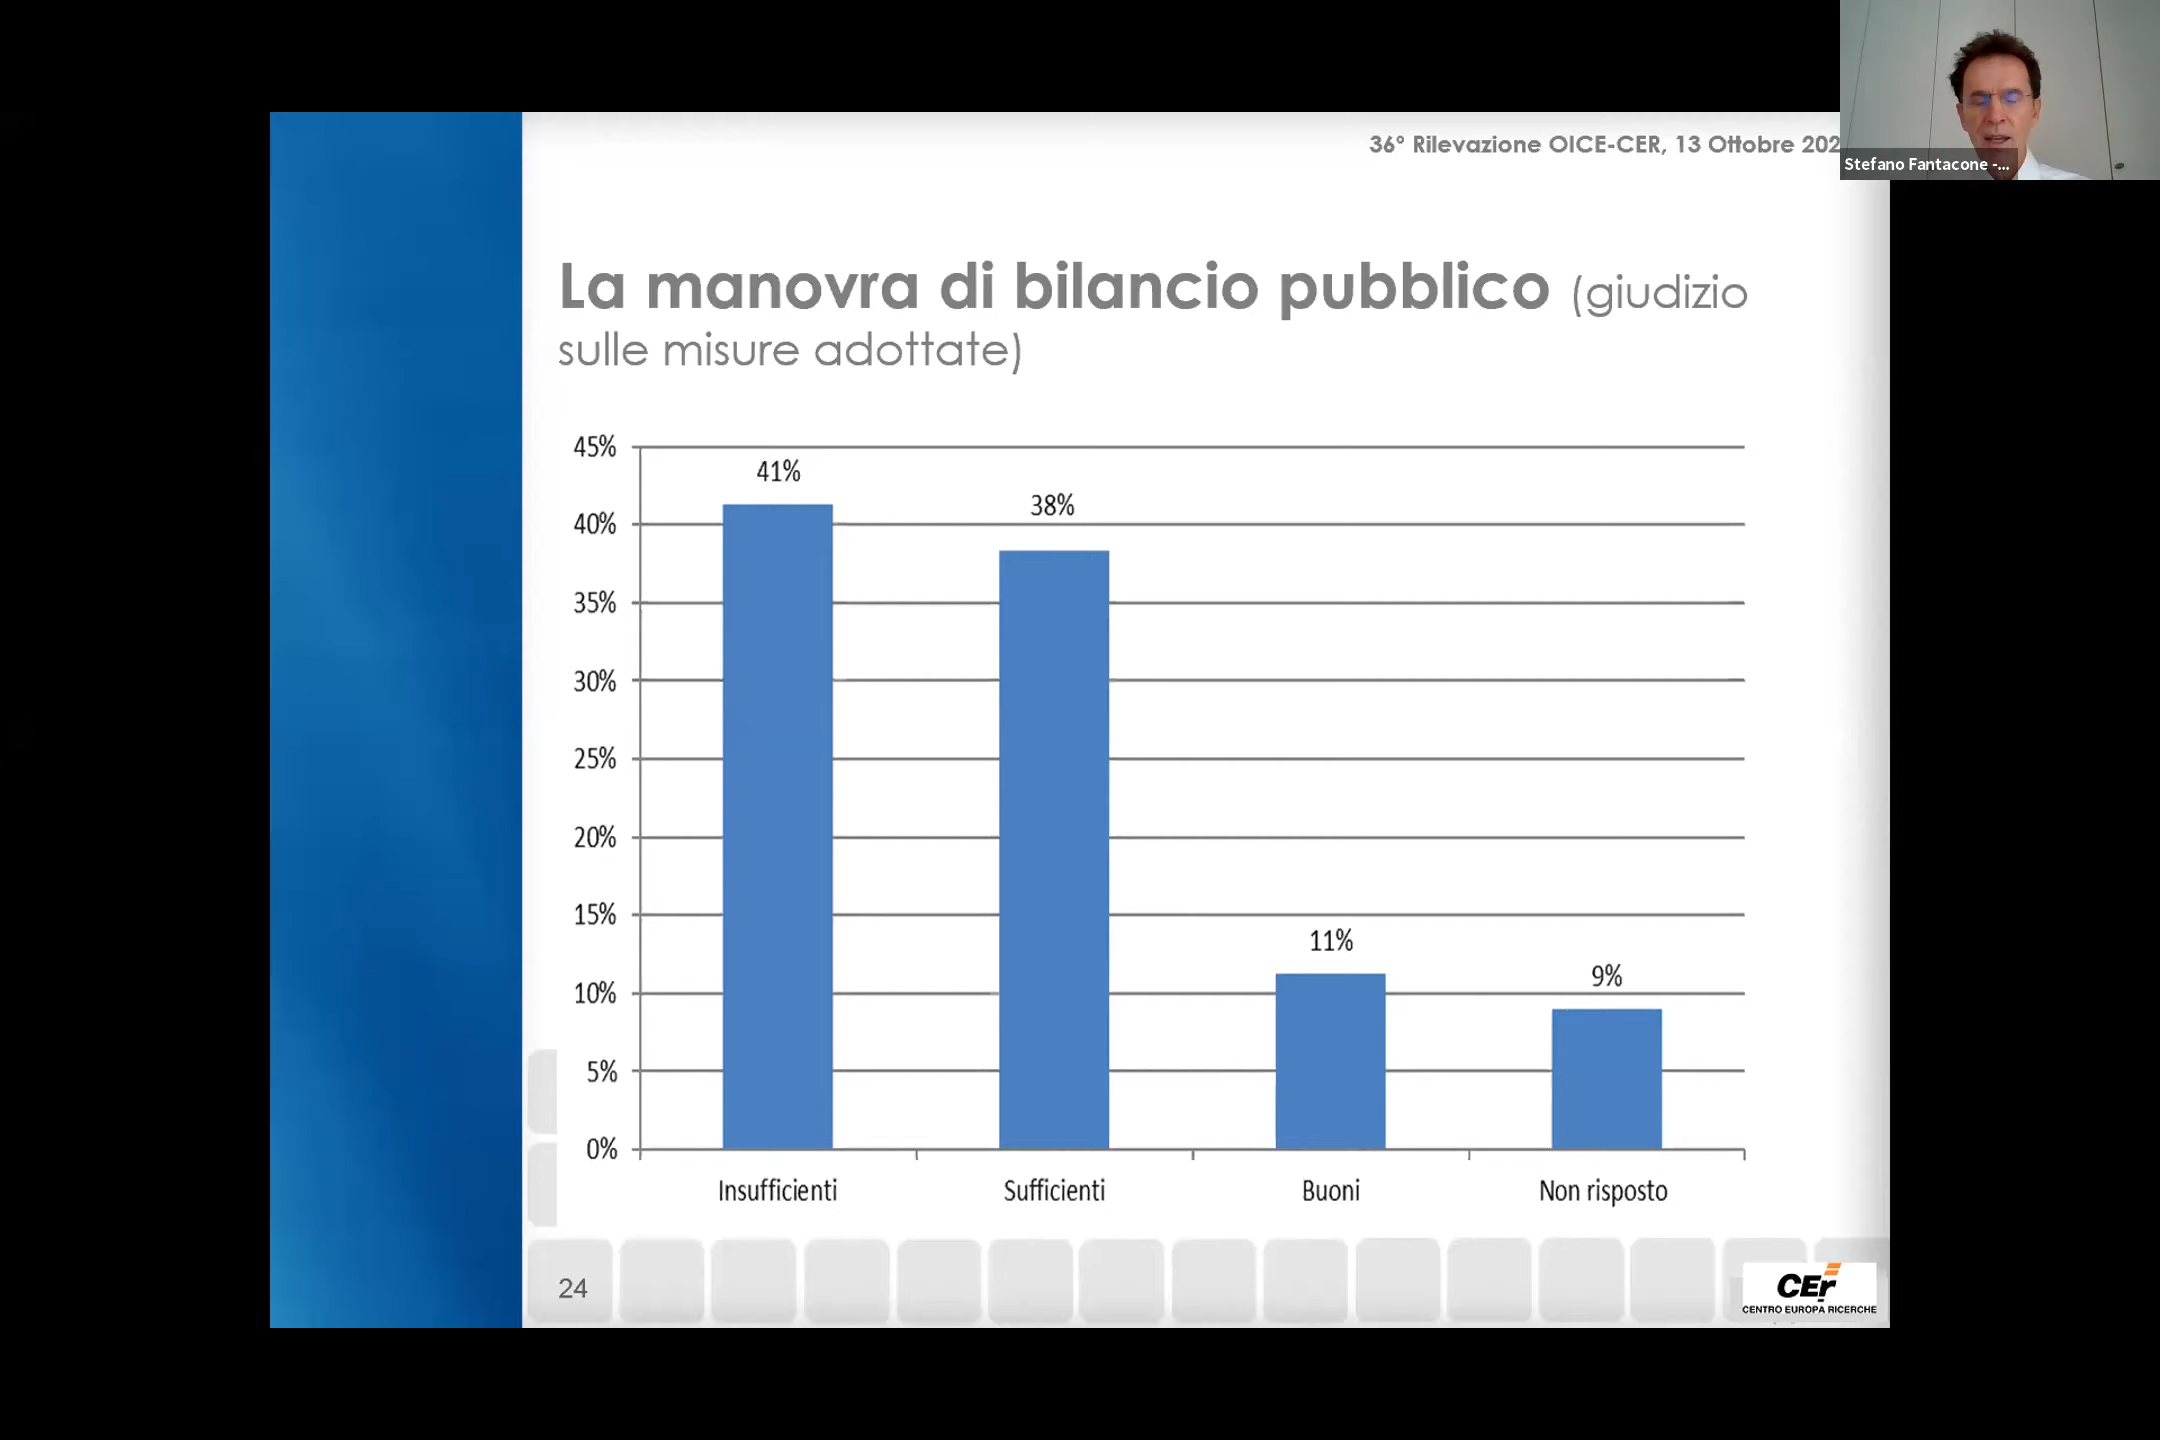 36° Rilevazione OICE-CER, 13 Ottobre 202
Stefano Fantacone -...
La manovra di bilancio pubblico (giudizio
sulle misure adottate)
45%
40%
35%
30%
25%
20%
15%
10%
5%
0%
41%
38%
11%
9%
Insufficienti
Sufficienti
Buoni
Non risposto
24
CEr
CENTRO EUROPA RICERCHE